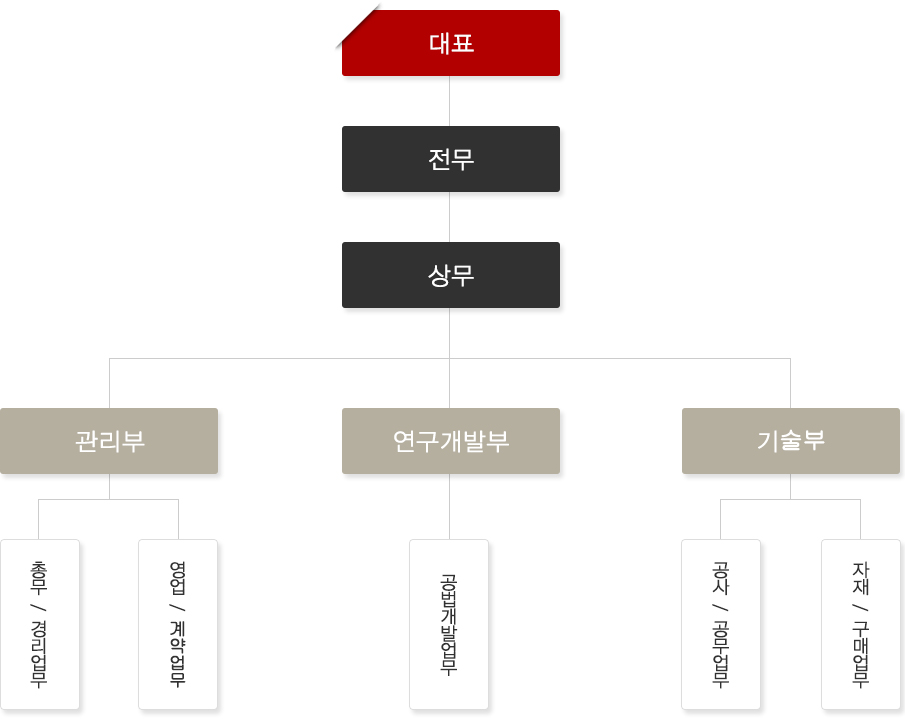 대표
전무
상무
관리부
연구개발부
기술부
총무 / 경리업무
영업 / 계약업무
공법개발업무
공사 / 공무업무
자재 / 구매업무